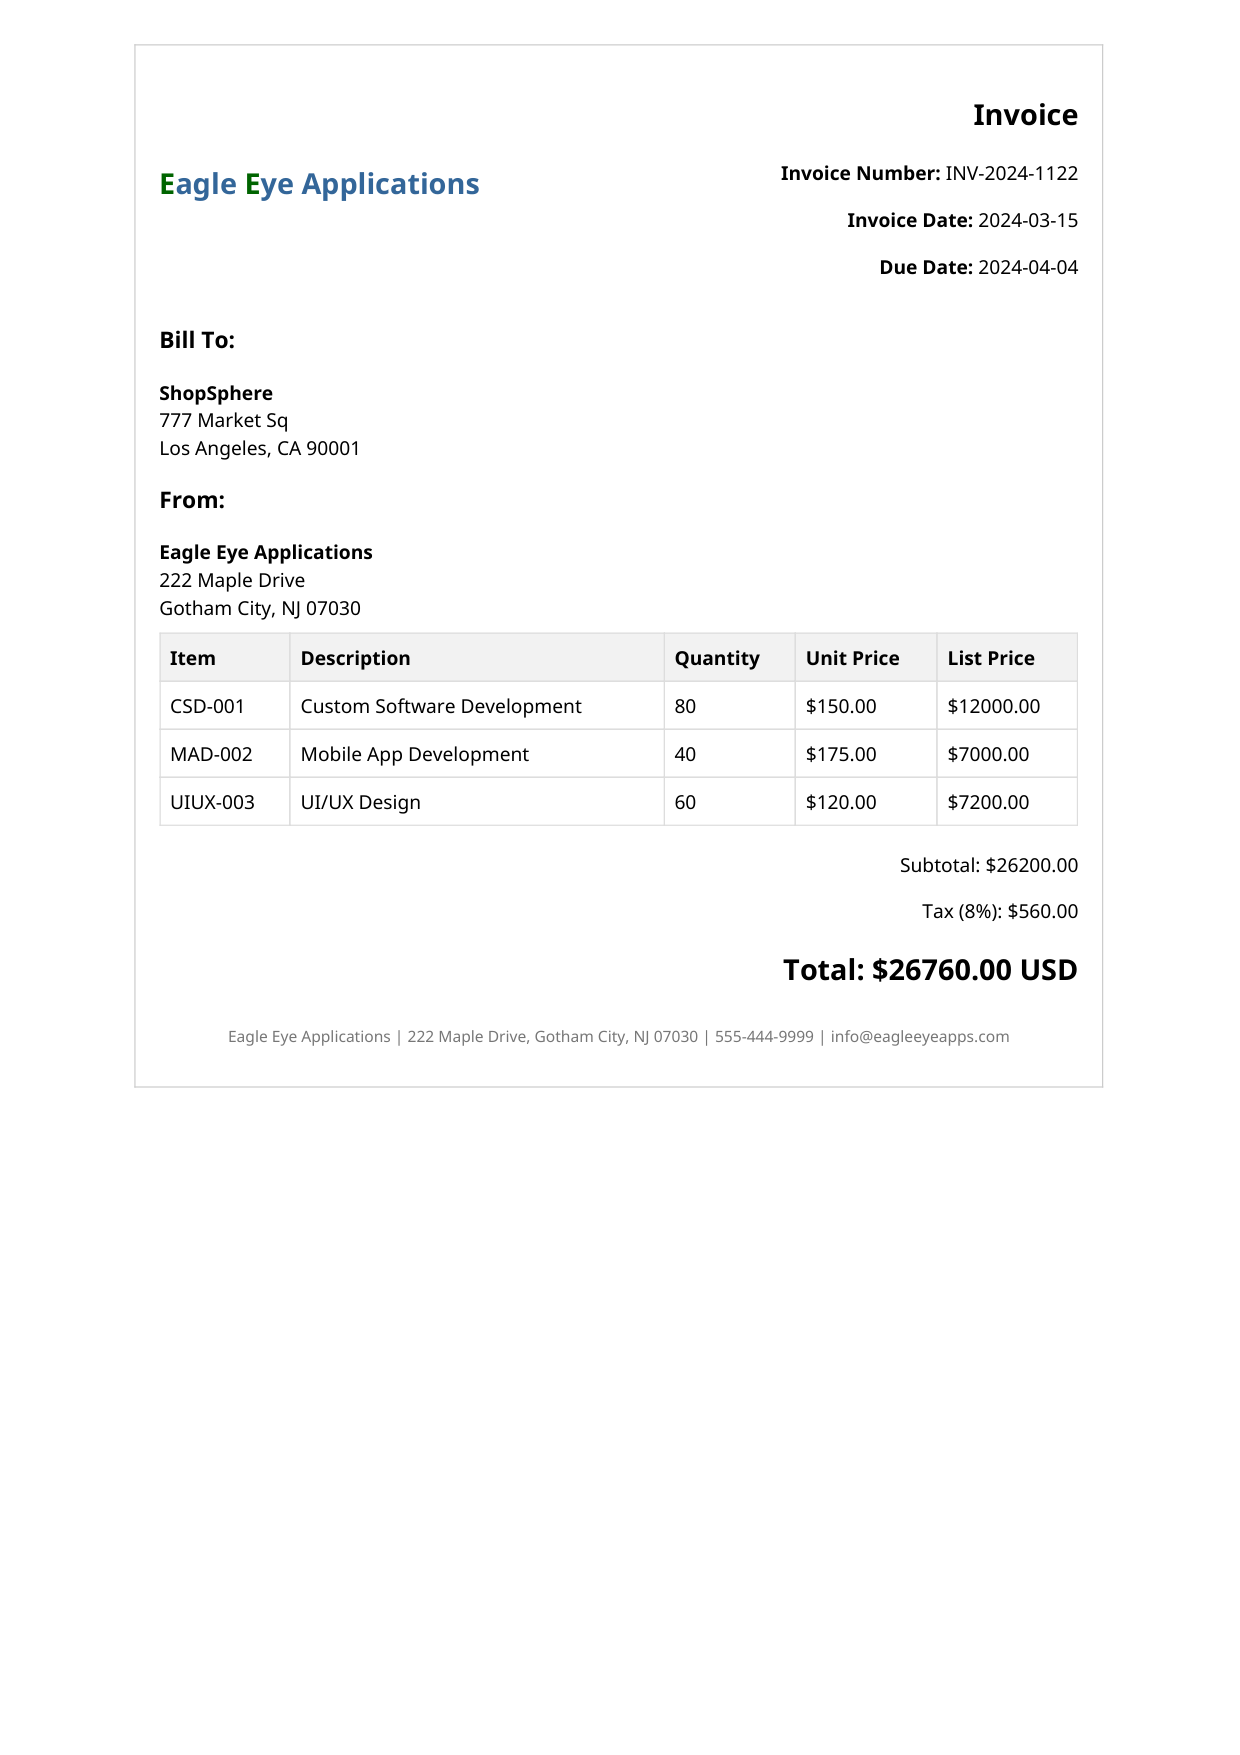 Invoice
Eagle Eye Applications
Invoice Number: INV-2024-1122
Invoice Date: 2024-03-15
Due Date: 2024-04-04
Bill To:
ShopSphere
777 Market Sq
Los Angeles, CA 90001
From:
Eagle Eye Applications
222 Maple Drive
Gotham City, NJ 07030
Item Description Quantity Unit Price List Price
CSD-001 Custom Software Development 80 $150.00 $12000.00
MAD-002 Mobile App Development 40 $175.00 $7000.00
UIUX-003 UI/UX Design 60 $120.00 $7200.00
Subtotal: $26200.00
Tax (8%): $560.00
Total: $26760.00 USD
Eagle Eye Applications | 222 Maple Drive, Gotham City, NJ 07030 | 555-444-9999 | info@eagleeyeapps.com